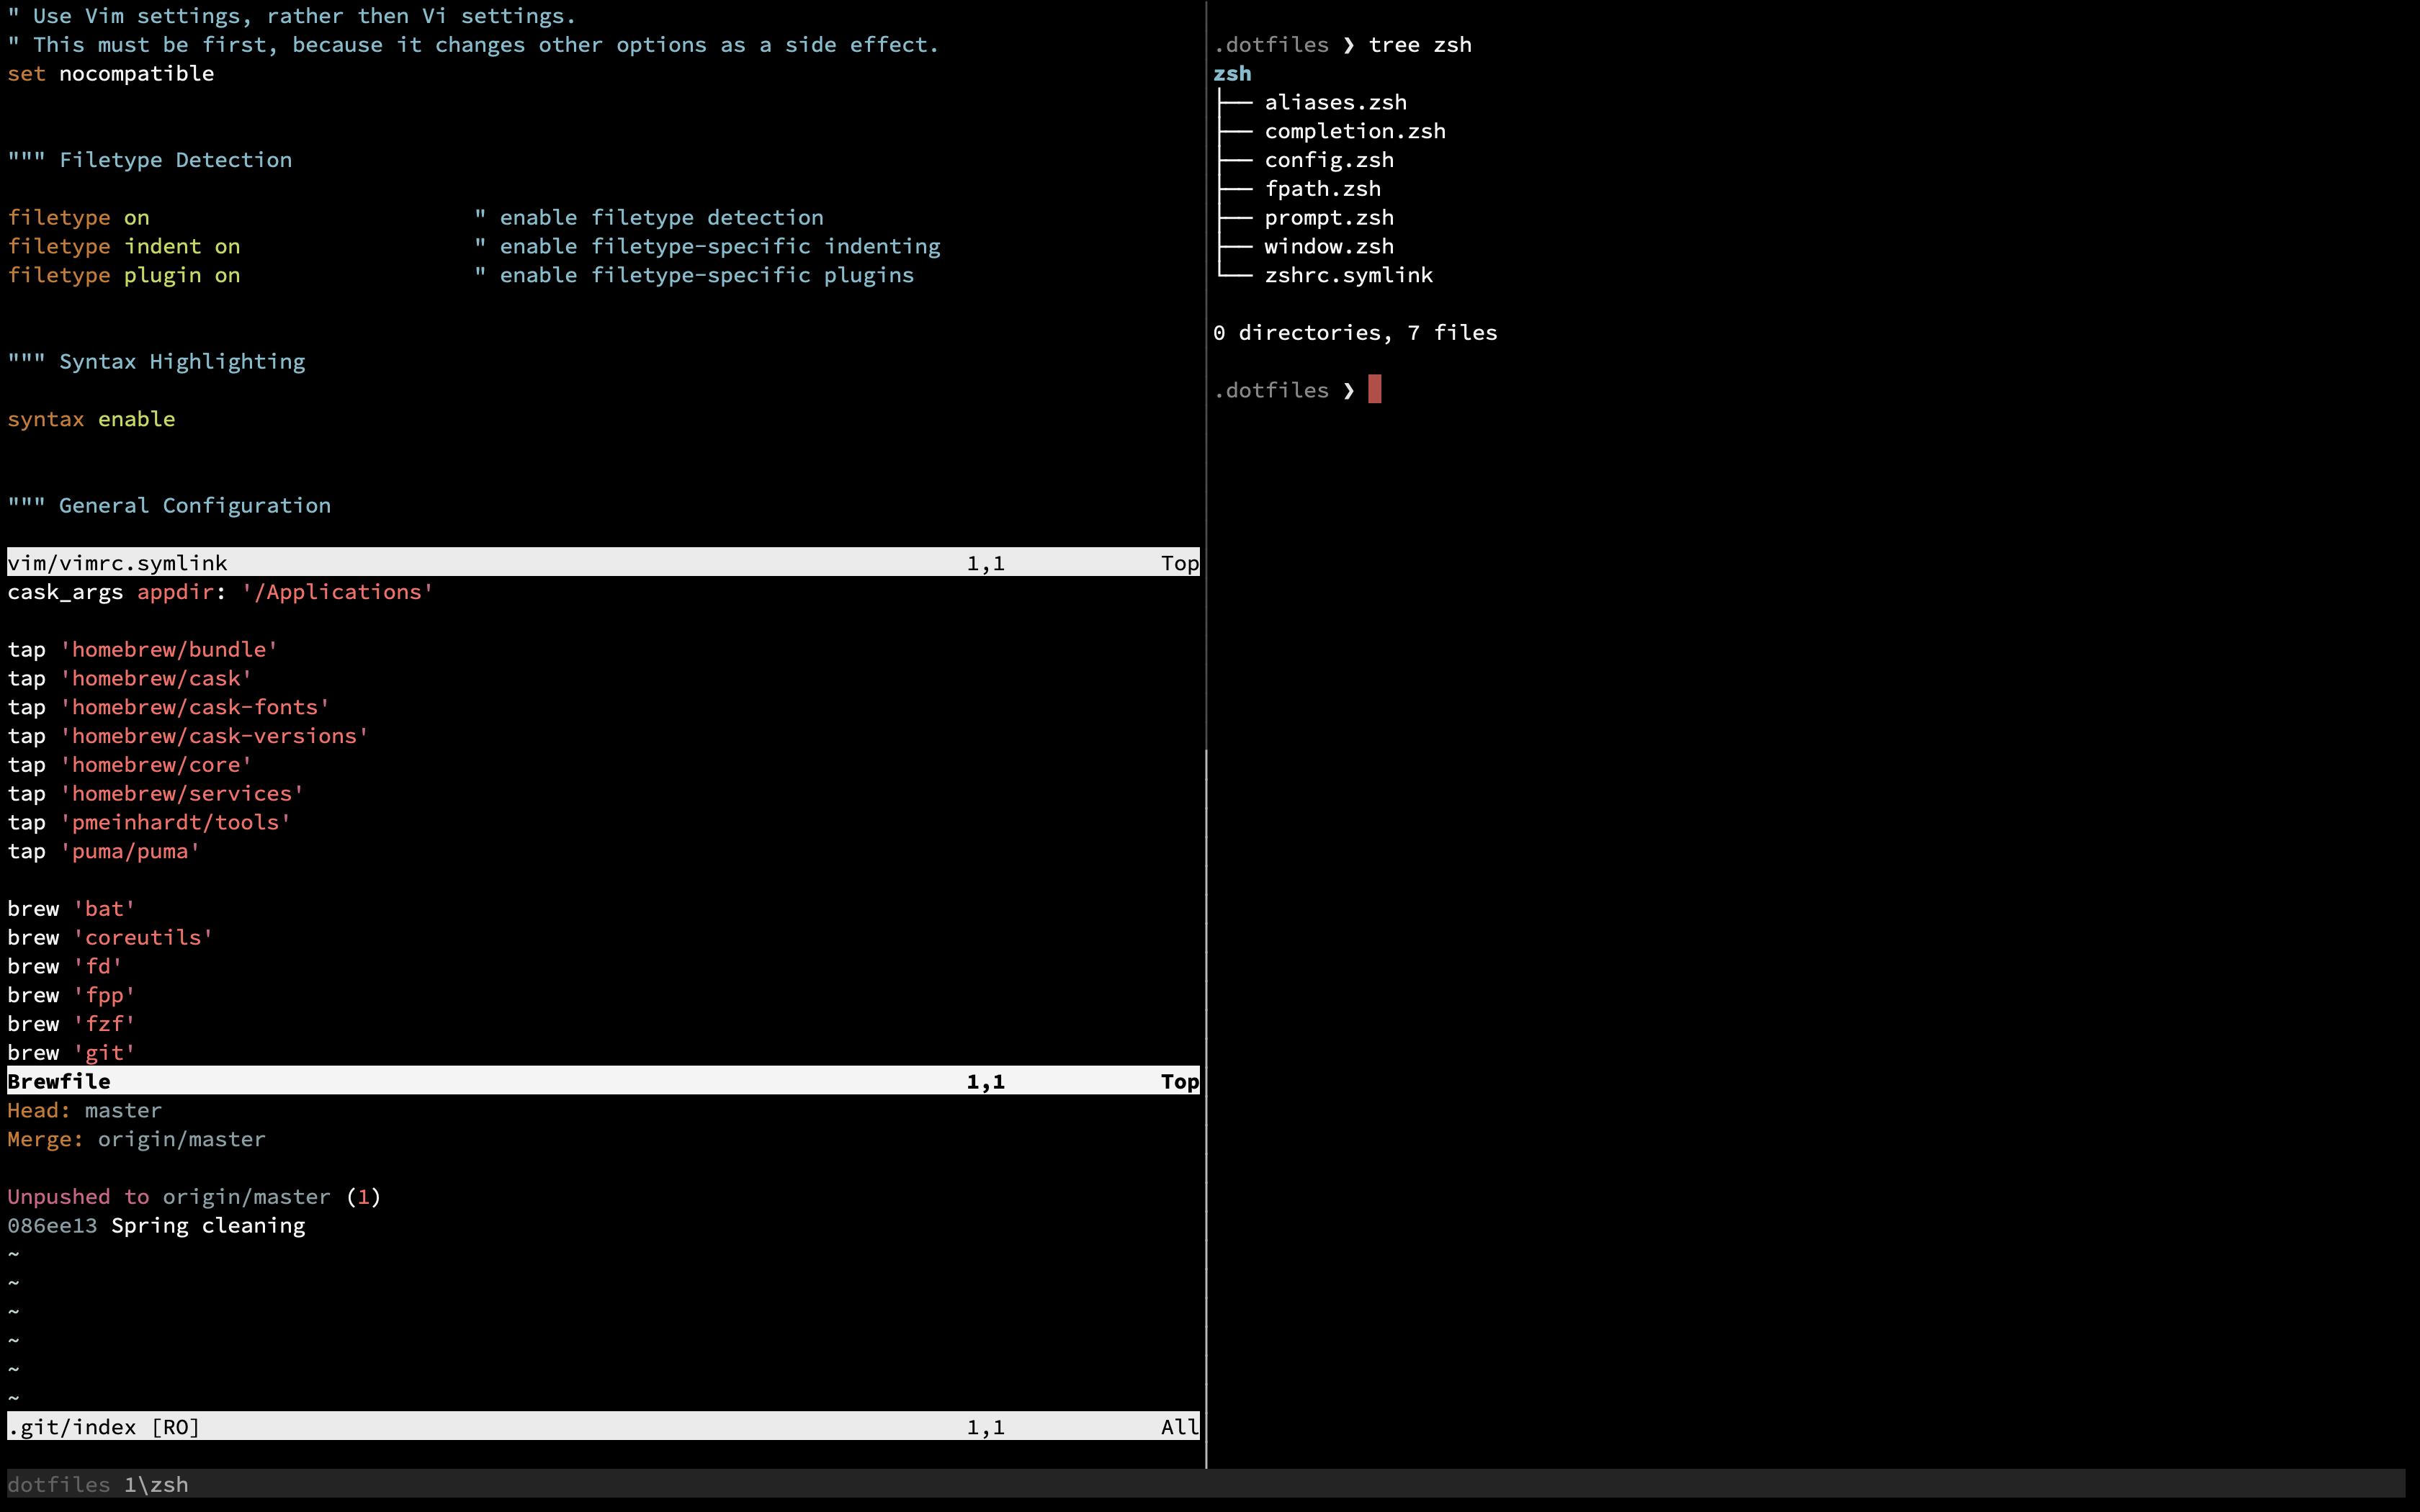 " Use Vim settings, rather then Vi settings.
" This must be first, because it changes other options as a side effect.
set nocompatible
""" Filetype Detection
filetype on " enable filetype detection
filetype indent on " enable filetype-specific indenting
filetype plugin on " enable filetype-specific plugins
""" Syntax Highlighting
syntax enable
""" General Configuration
vim/vimrc.symlink 1,1 Top
cask_args appdir: '/Applications'
tap 'homebrew/bundle'
tap 'homebrew/cask'
tap 'homebrew/cask-fonts'
tap 'homebrew/cask-versions'
tap 'homebrew/core'
tap 'homebrew/services'
tap 'pmeinhardt/tools'
tap 'puma/puma'
brew 'bat'
brew 'coreutils'
brew 'fd'
brew 'fpp'
brew 'fzf'
brew 'git'
Brewfile 1,1 Top
Head: master
Merge: origin/master
Unpushed to origin/master (1)
086ee13 Spring cleaning
~
~
~
~
~
~
.git/index [RO] 1,1 All
.dotfiles ❯ tree zsh
zsh
├── aliases.zsh
├── completion.zsh
├── config.zsh
├── fpath.zsh
├── prompt.zsh
├── window.zsh
└── zshrc.symlink
0 directories, 7 files
.dotfiles ❯
dotfiles 1\zsh